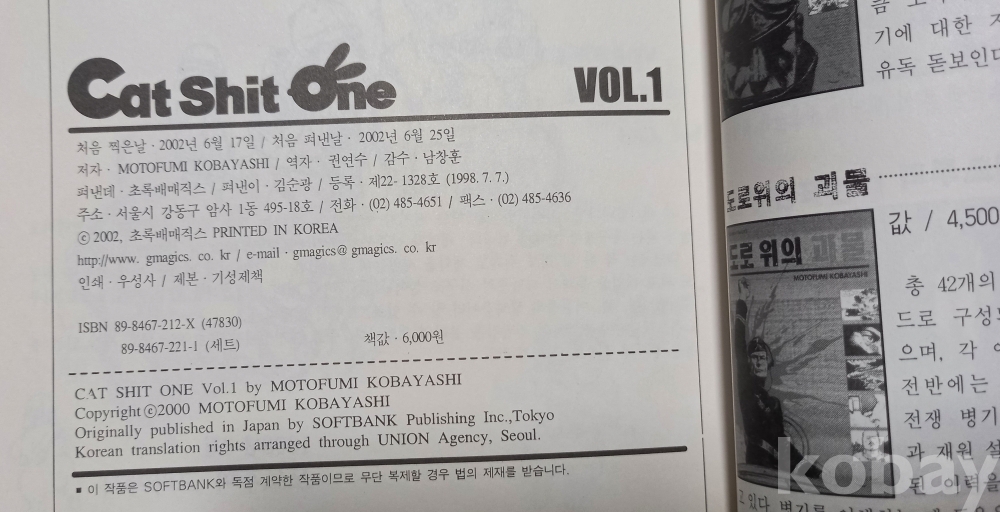 Cat Shit One VOL.1
처음 찍은날 · 2002년 6월 17일 / 처음 펴낸날 · 2002년 6월 25일
저자 · MOTOFUMI KOBAYASHI / 역자 · 권연수 / 감수 · 남창훈
펴낸데 · 초록배매직스 / 펴낸이 · 김순광 / 등록 · 제22- 1328호 (1998. 7. 7.)
주소 · 서울시 강동구 암사 1동 495-18호 / 전화 · (02) 485-4651 / 팩스 · (02) 485-4636
ⓒ 2002, 초록배매직스 PRINTED IN KOREA
http://www. gmagics. co. kr / e-mail · gmagics@ gmagics. co. kr
인쇄 · 우성사 / 제본 · 기성제책
ISBN 89-8467-212-X (47830)
89-8467-221-1 (세트)
책값 · 6,000원
CAT SHIT ONE Vol.1 by MOTOFUMI KOBAYASHI
Copyright ⓒ2000 MOTOFUMI KOBAYASHI
Originally published in Japan by SOFTBANK Publishing Inc.,Tokyo
Korean translation rights arranged through UNION Agency, Seoul.
■ 이 작품은 SOFTBANK와 독점 계약한 작품이므로 무단 복제할 경우 법의 제재를 받습니다.
기에 대한
유독 돋보인다
도로위의 괴물
값 / 4,500
도로 위의 괴물
MOTOFUMI KOBAYASHI
총 42개의
드로 구성
으며, 각
전반에는
전쟁 병기
과 재원
된 이력을
kobay